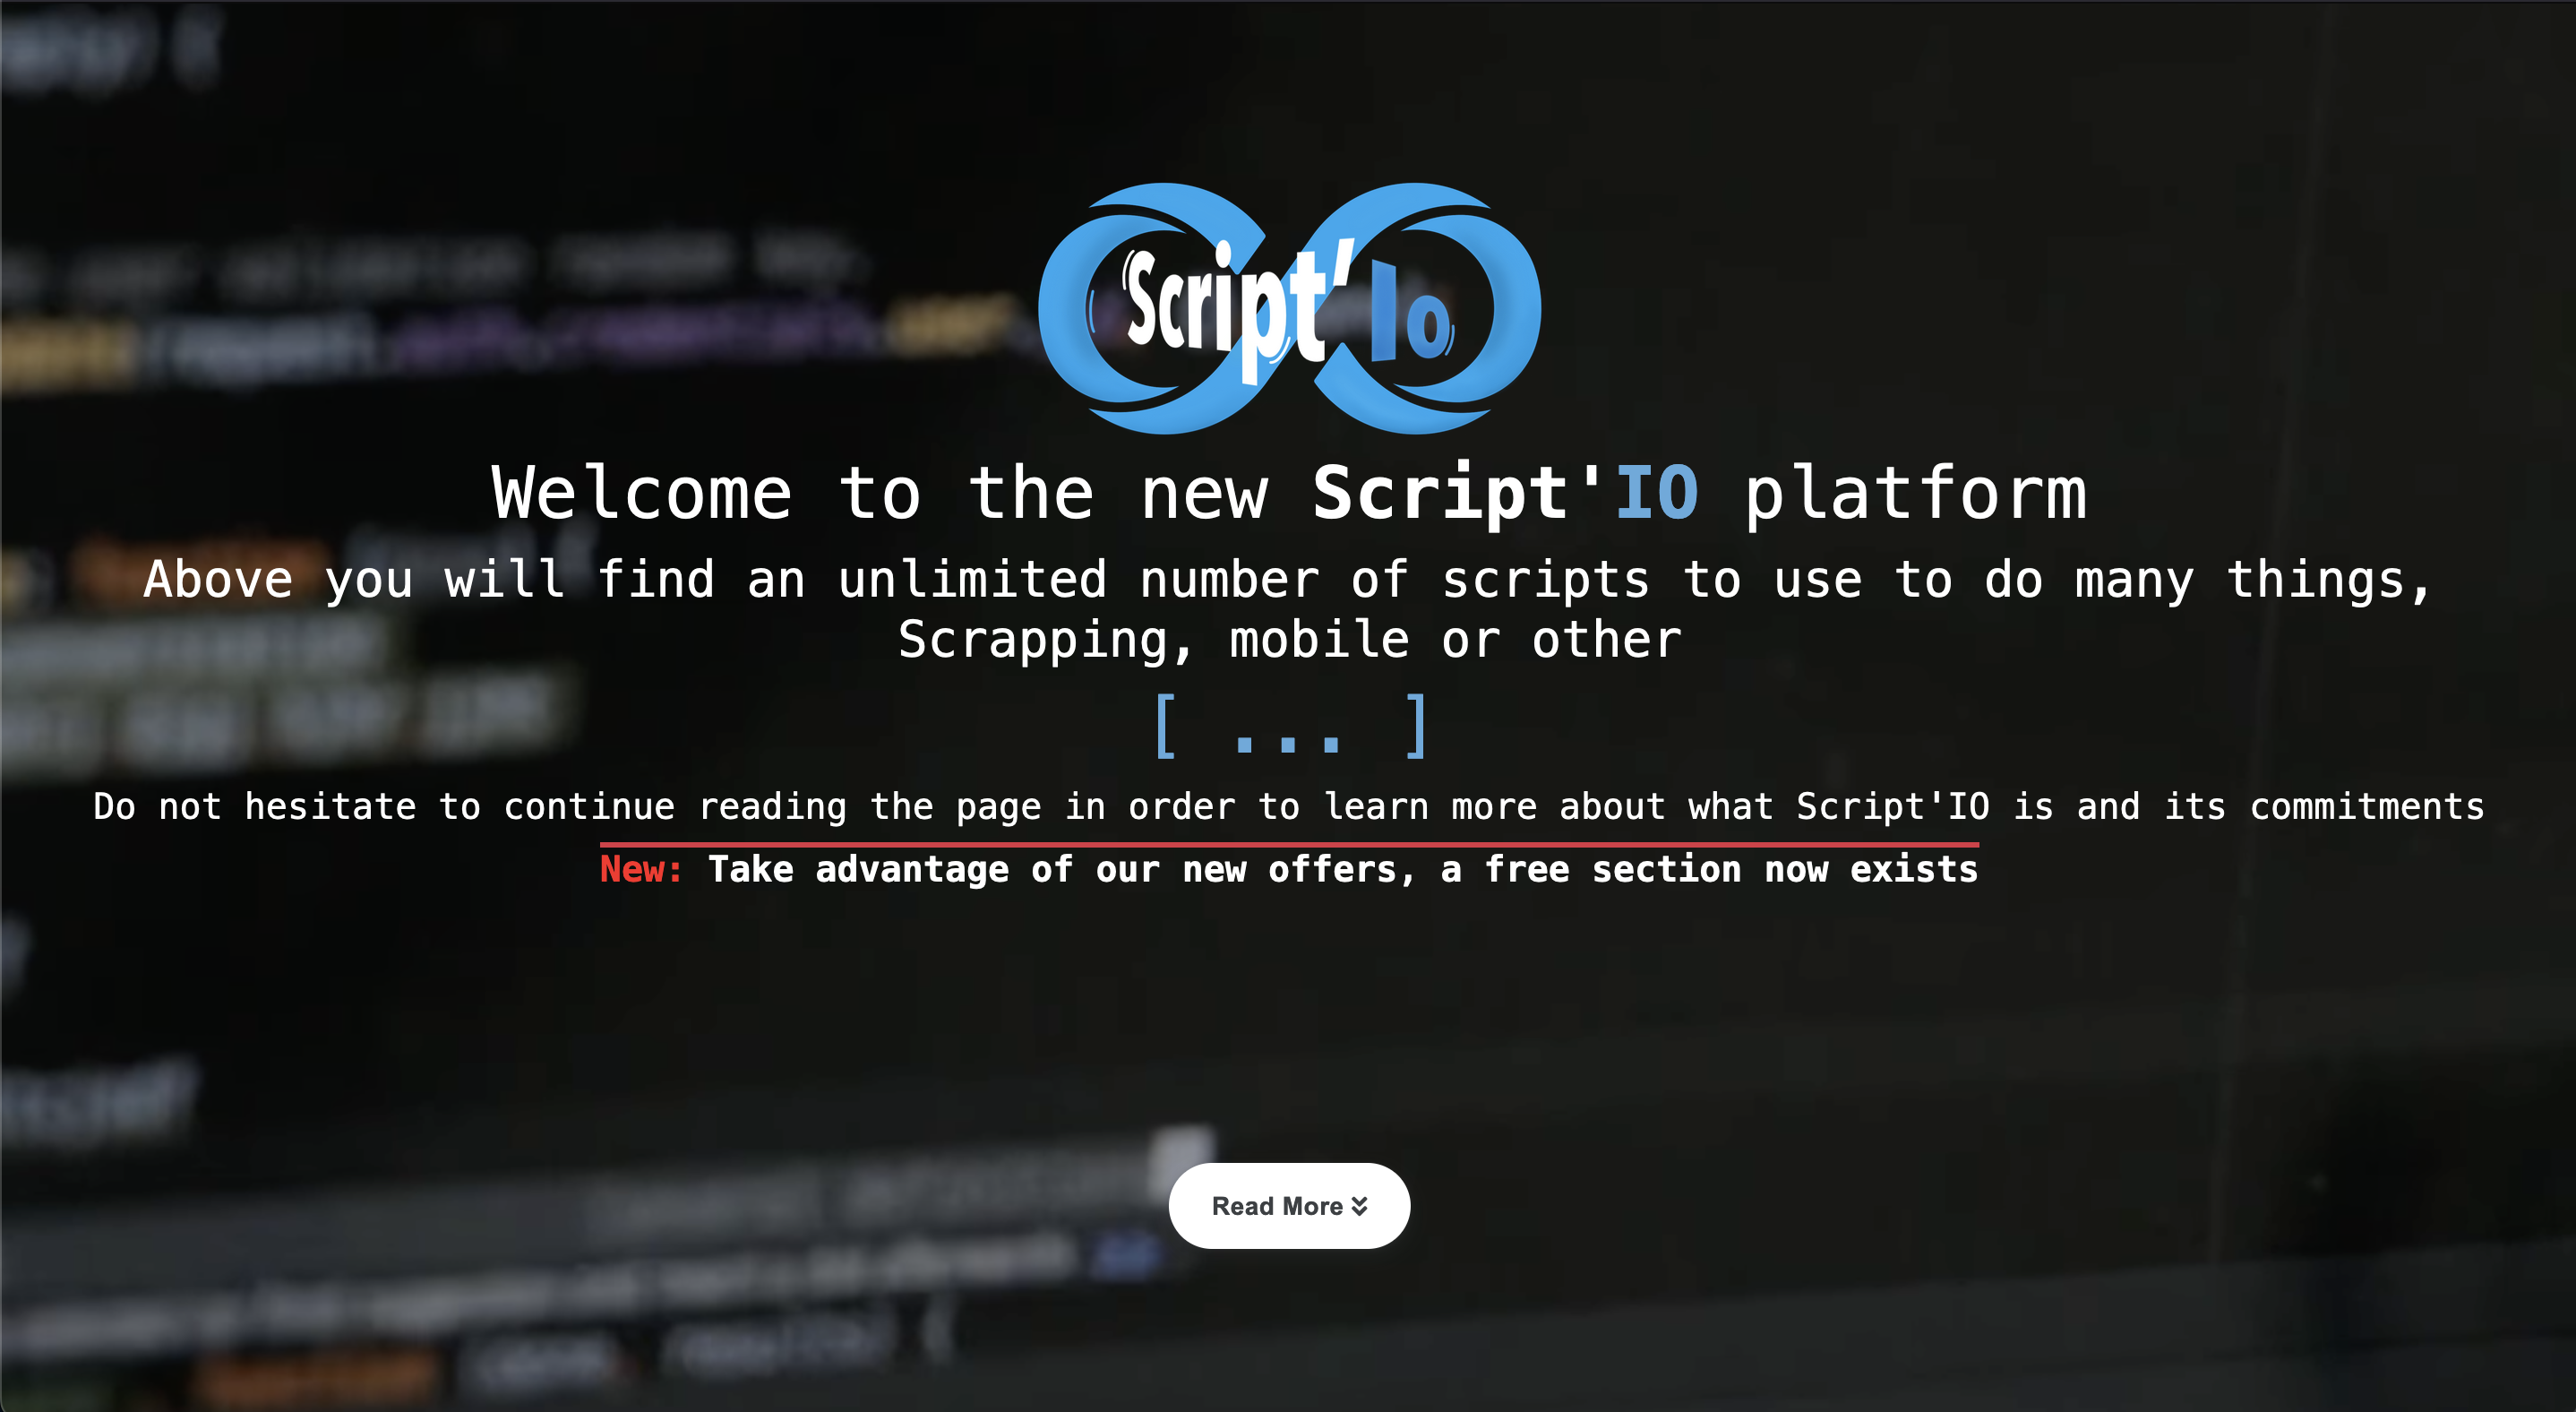 Script'Io
Welcome to the new Script'IO platform
Above you will find an unlimited number of scripts to use to do many things,
Scrapping, mobile or other
[ ... ]
Do not hesitate to continue reading the page in order to learn more about what Script'IO is and its commitments
New: Take advantage of our new offers, a free section now exists
Read More